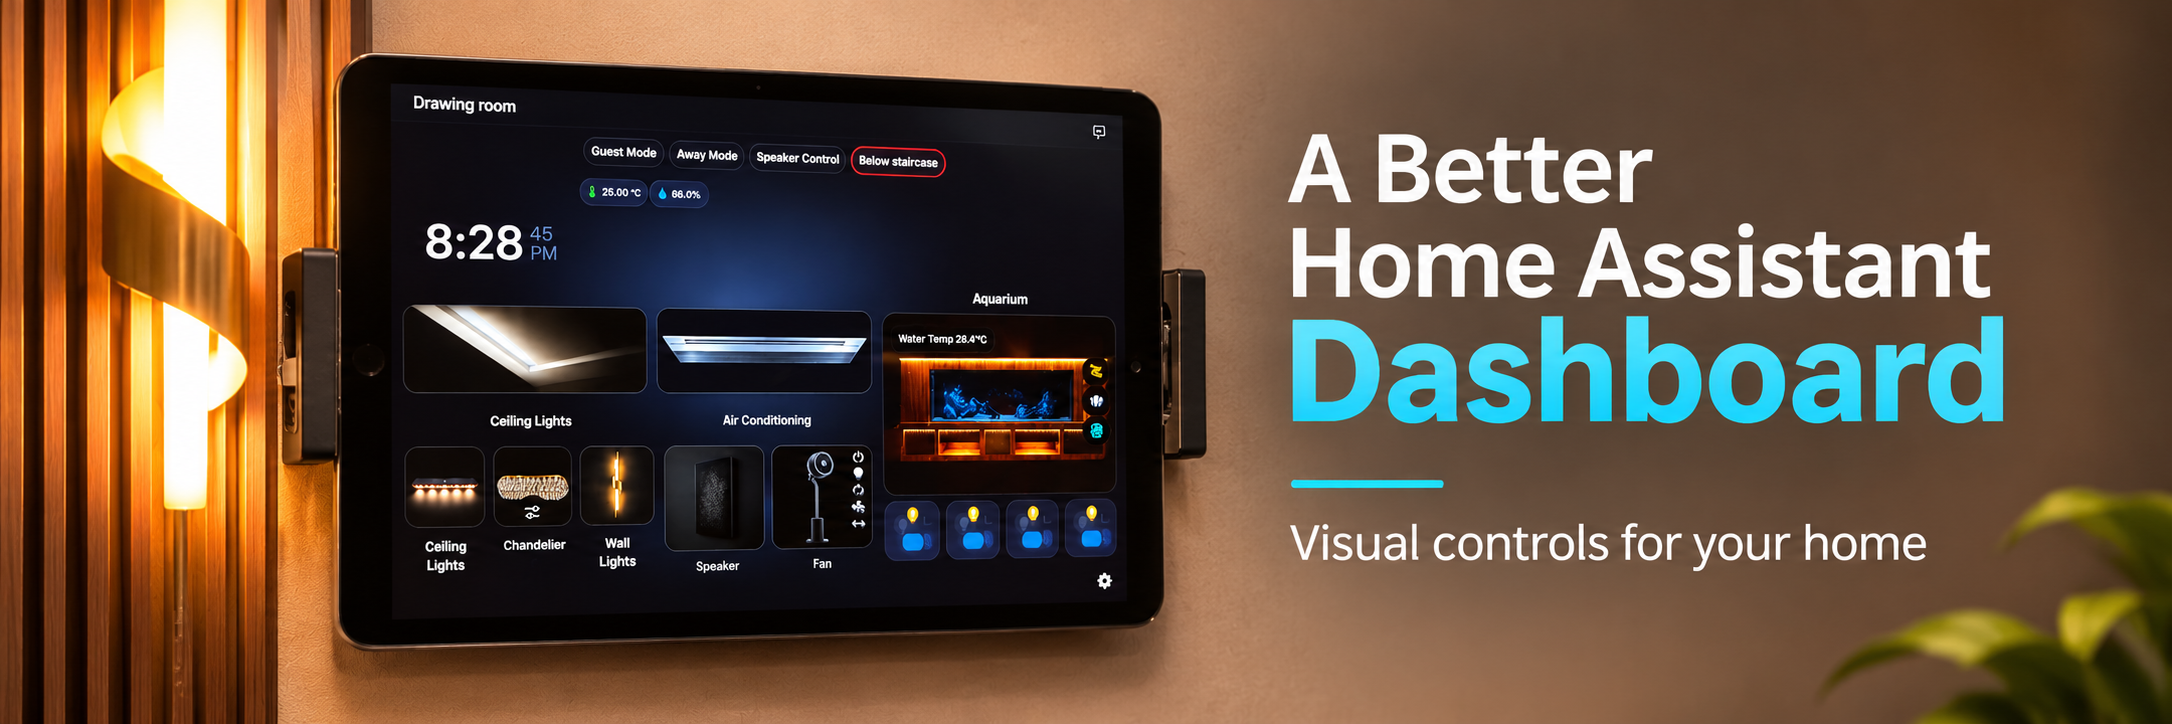 Drawing room
Guest Mode
Away Mode
Speaker Control
Below staircase
25.00 °C
66.0%
8:28 45 PM
Aquarium
Water Temp 28.4°C
Ceiling Lights
Air Conditioning
Ceiling
Lights
Chandelier
Wall
Lights
Speaker
Fan
A Better
Home Assistant
Dashboard
Visual controls for your home